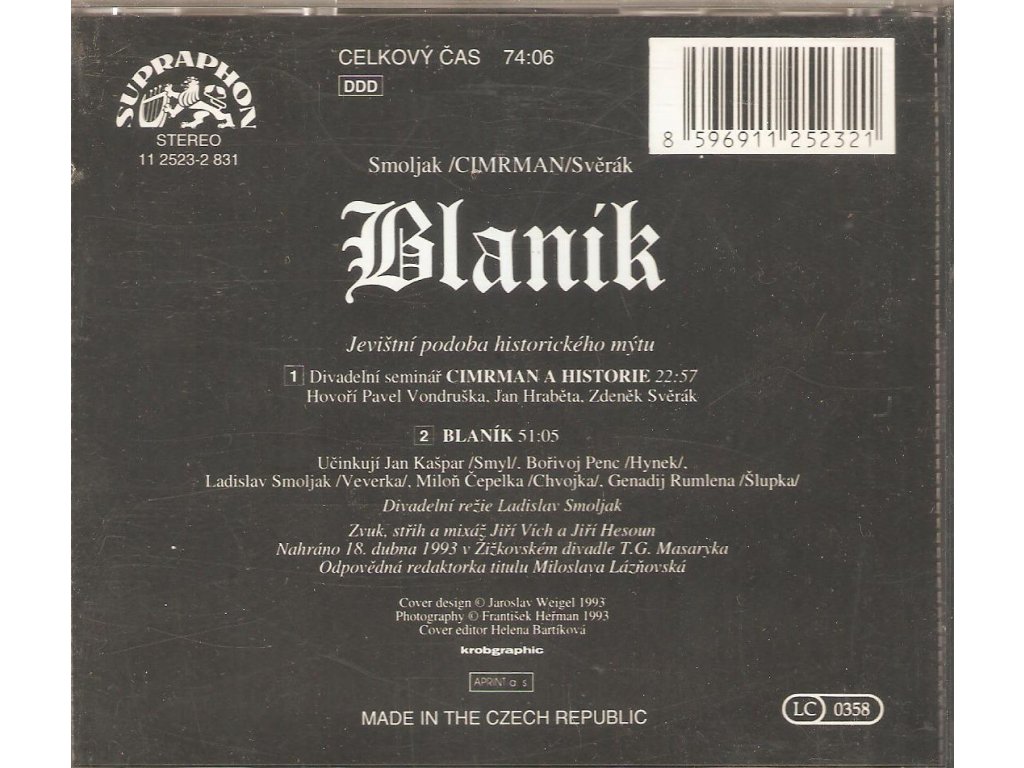 SUPRAPHON
STEREO
11 2523-2 831
CELKOVÝ ČAS 74:06
DDD
8 596911 252321
Smoljak /CIMRMAN/Svěrák
Blaník
Jevištní podoba historického mýtu
1 Divadelní seminář CIMRMAN A HISTORIE 22:57
Hovoří Pavel Vondruška, Jan Hraběta, Zdeněk Svěrák
2 BLANÍK 51:05
Učinkují Jan Kašpar /Smyl/, Bořivoj Penc /Hynek/,
Ladislav Smoljak /Veverka/, Miloň Čepelka /Chvojka/, Genadij Rumlena /Šlupka/
Divadelní režie Ladislav Smoljak
Zvuk, střih a mixáž Jiří Vích a Jiří Hesoun
Nahráno 18. dubna 1993 v Žižkovském divadle T.G. Masaryka
Odpovědná redaktorka titulu Miloslava Lázňovská
Cover design © Jaroslav Weigel 1993
Photography © František Heřman 1993
Cover editor Helena Bartíková
krobgraphic
APRINT a s
MADE IN THE CZECH REPUBLIC
LC 0358